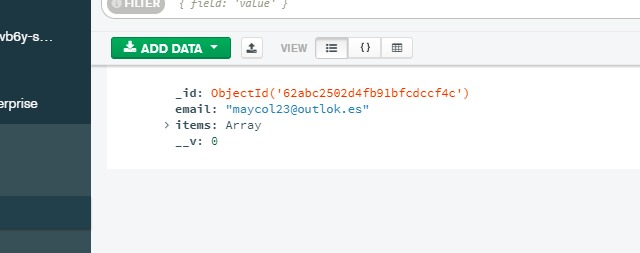 FILTER { field: 'value' }
vb6y-s...
ADD DATA VIEW { }
_id: ObjectId('62abc2502d4fb91bfcdccf4c')
erprise
email: "maycol23@outlok.es"
> items: Array
__v: 0